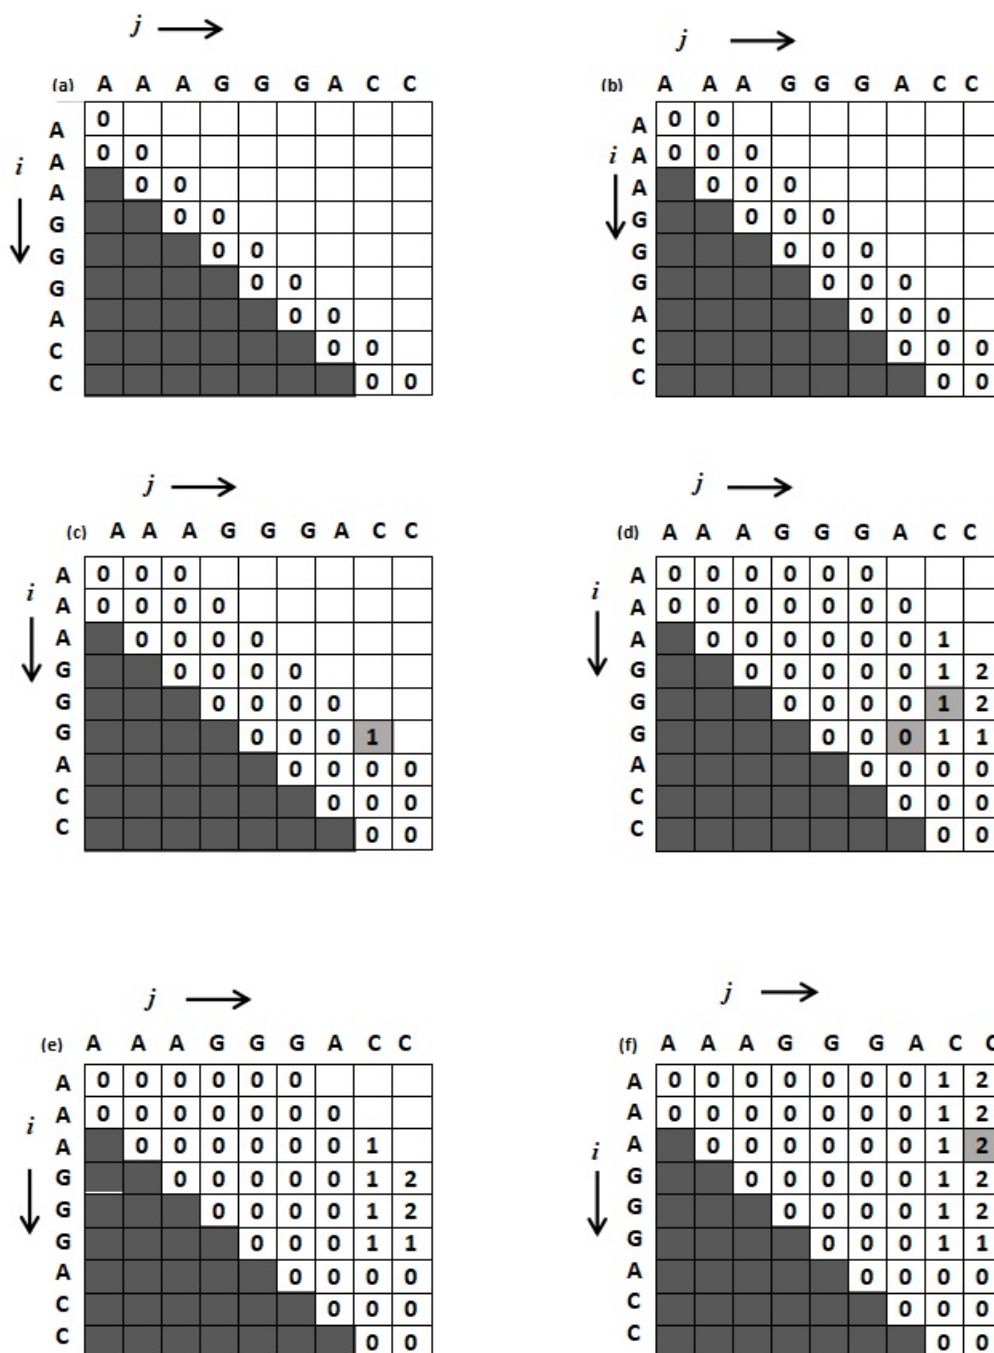 j
(a) A A A G G G A C C
i
A 0
A 0 0
A 0 0
G 0 0
G 0 0
G 0 0
A 0 0
C 0 0
C 0 0
j
(b) A A A G G G A C C
i
A 0 0
A 0 0 0
A 0 0 0
G 0 0 0
G 0 0 0
G 0 0 0
A 0 0 0
C 0 0 0
C 0 0
j
(c) A A A G G G A C C
i
A 0 0 0
A 0 0 0 0
A 0 0 0 0
G 0 0 0 0
G 0 0 0 0
G 0 0 0 1
A 0 0 0 0
C 0 0 0
C 0 0
j
(d) A A A G G G A C C
i
A 0 0 0 0 0 0
A 0 0 0 0 0 0 0
A 0 0 0 0 0 0 1
G 0 0 0 0 0 1 2
G 0 0 0 0 1 2
G 0 0 0 1 1
A 0 0 0 0
C 0 0 0
C 0 0
j
(e) A A A G G G A C C
i
A 0 0 0 0 0 0
A 0 0 0 0 0 0 0
A 0 0 0 0 0 0 1
G 0 0 0 0 0 1 2
G 0 0 0 0 1 2
G 0 0 0 1 1
A 0 0 0 0
C 0 0 0
C 0 0
j
(f) A A A G G G A C C
i
A 0 0 0 0 0 0 0 1 2
A 0 0 0 0 0 0 0 1 2
A 0 0 0 0 0 0 1 2
G 0 0 0 0 0 1 2
G 0 0 0 0 1 2
G 0 0 0 1 1
A 0 0 0 0
C 0 0 0
C 0 0